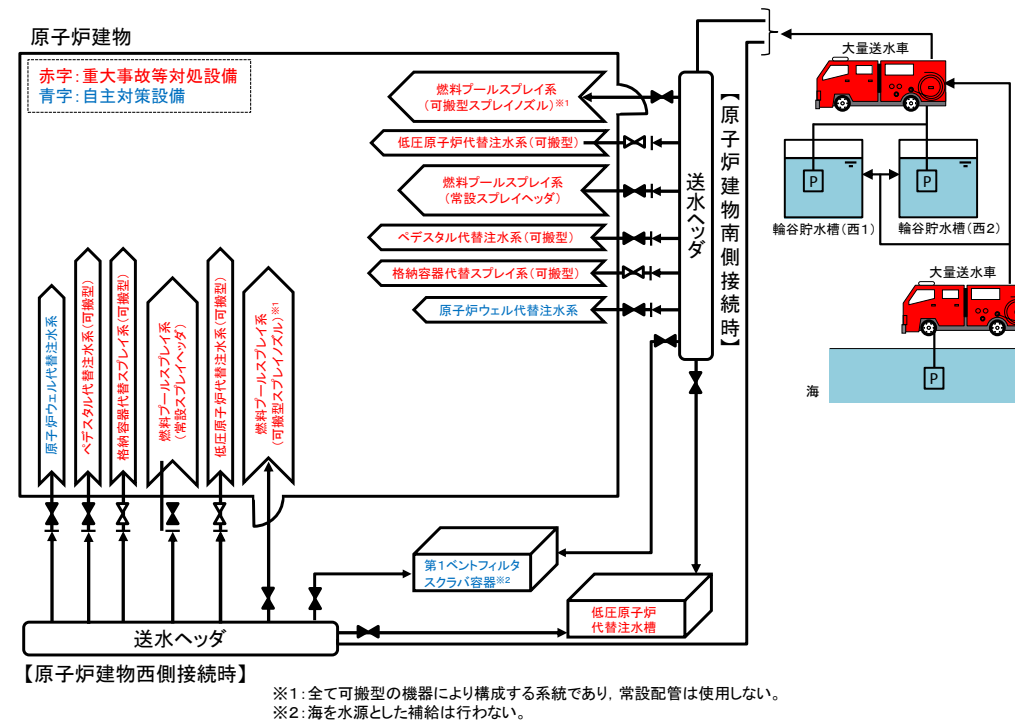 原子炉建物
赤字：重大事故等対処設備
青字：自主対策設備
燃料プールスプレイ系
(可搬型スプレイノズル)※1
低圧原子炉代替注水系(可搬型)
燃料プールスプレイ系
(常設スプレイヘッダ)
ペデスタル代替注水系(可搬型)
格納容器代替スプレイ系(可搬型)
原子炉ウェル代替注水系
送水ヘッダ
【原子炉建物南側接続時】
大量送水車
P
P
輪谷貯水槽(西1)
輪谷貯水槽(西2)
大量送水車
海
P
原子炉ウェル代替注水系
ペデスタル代替注水系(可搬型)
格納容器代替スプレイ系(可搬型)
燃料プールスプレイ系
(常設スプレイヘッダ)
低圧原子炉代替注水系(可搬型)
燃料プールスプレイ系
(可搬型スプレイノズル)※1
第1ベントフィルタ
スクラバ容器※2
低圧原子炉
代替注水槽
送水ヘッダ
【原子炉建物西側接続時】
※1：全て可搬型の機器により構成する系統であり，常設配管は使用しない。
※2：海を水源とした補給は行わない。